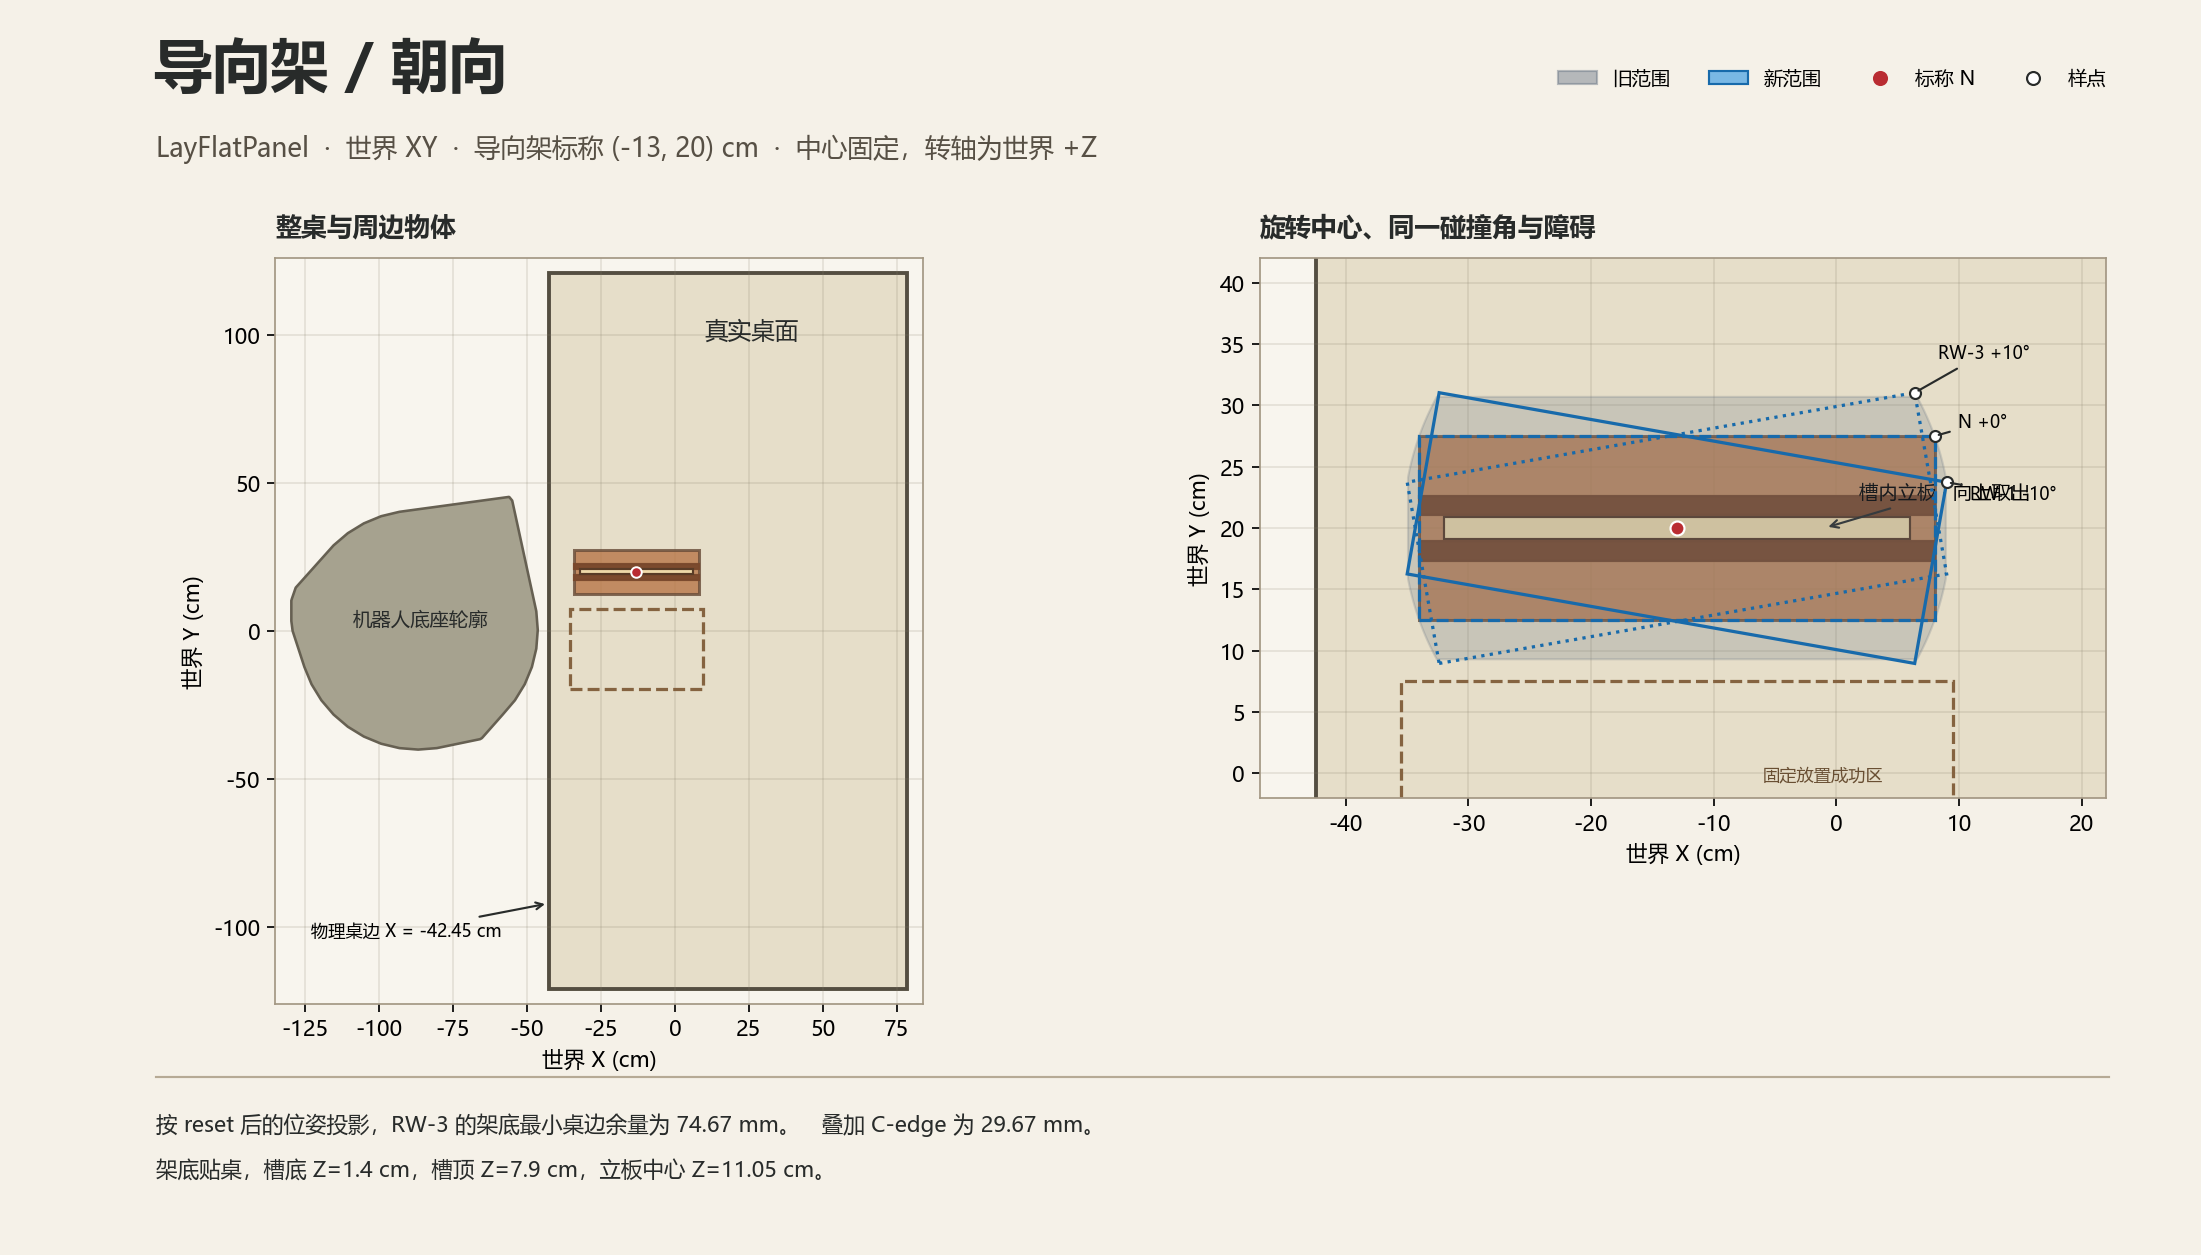 导向架 / 朝向
旧范围
新范围
标称 N
样点
LayFlatPanel · 世界 XY · 导向架标称 (-13, 20) cm · 中心固定，转轴为世界 +Z
整桌与周边物体
真实桌面
机器人底座轮廓
物理桌边 X = -42.45 cm
100
50
0
-50
-100
世界 Y (cm)
-125
-100
-75
-50
-25
0
25
50
75
世界 X (cm)
旋转中心、同一碰撞角与障碍
RW-3 +10°
N +0°
槽内立板
固定放置成功区
40
35
30
25
20
15
10
5
0
世界 Y (cm)
-40
-30
-20
-10
0
10
20
世界 X (cm)
按 reset 后的位姿投影，RW-3 的架底最小桌边余量为 74.67 mm。 叠加 C-edge 为 29.67 mm。
架底贴桌，槽底 Z=1.4 cm，槽顶 Z=7.9 cm，立板中心 Z=11.05 cm。